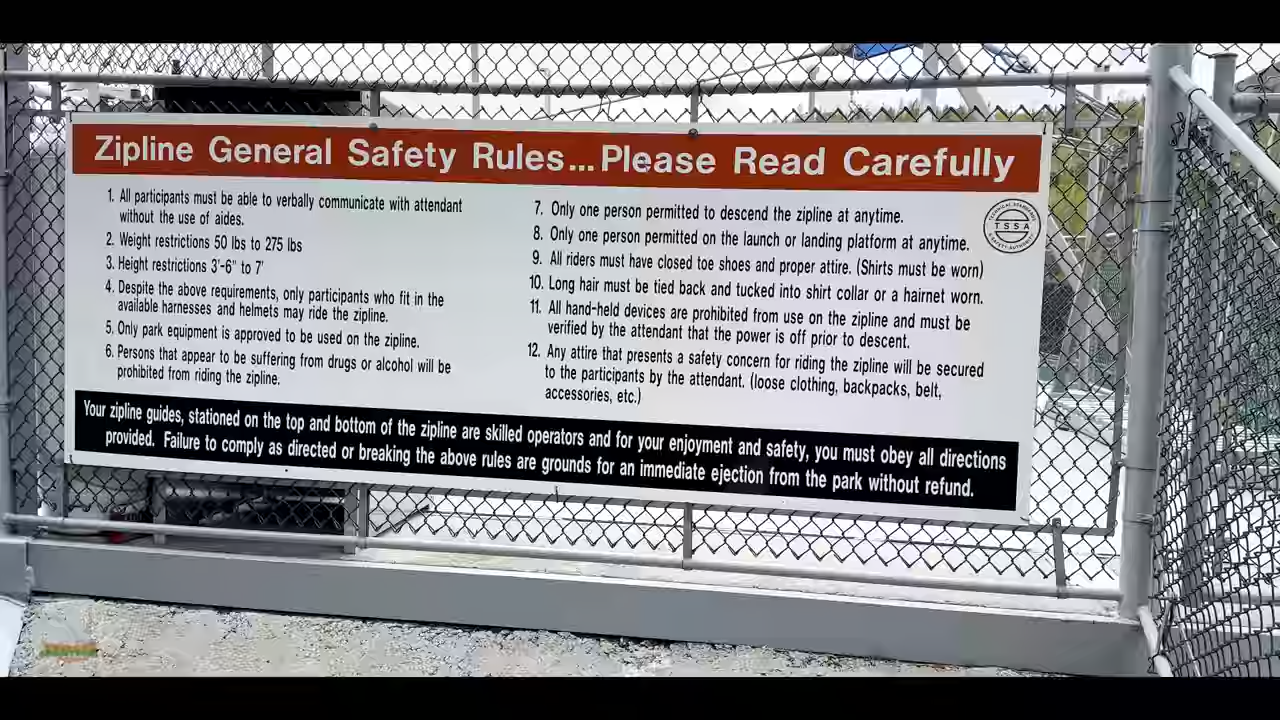 Zipline General Safety Rules...Please Read Carefully
1. All participants must be able to verbally communicate with attendant
without the use of aides.
2. Weight restrictions 50 lbs to 275 lbs
3. Height restrictions 3'-6" to 7'
4. Despite the above requirements, only participants who fit in the
available harnesses and helmets may ride the zipline.
5. Only park equipment is approved to be used on the zipline.
6. Persons that appear to be suffering from drugs or alcohol will be
prohibited from riding the zipline.
7. Only one person permitted to descend the zipline at anytime.
8. Only one person permitted on the launch or landing platform at anytime.
9. All riders must have closed toe shoes and proper attire. (Shirts must be worn)
10. Long hair must be tied back and tucked into shirt collar or a hairnet worn.
11. All hand-held devices are prohibited from use on the zipline and must be
verified by the attendant that the power is off prior to descent.
12. Any attire that presents a safety concern for riding the zipline will be secured
to the participants by the attendant. (loose clothing, backpacks, belt,
accessories, etc.)
TECHNICAL STANDARDS
TSSA
& SAFETY AUTHORITY
Your zipline guides, stationed on the top and bottom of the zipline are skilled operators and for your enjoyment and safety, you must obey all directions
provided. Failure to comply as directed or breaking the above rules are grounds for an immediate ejection from the park without refund.